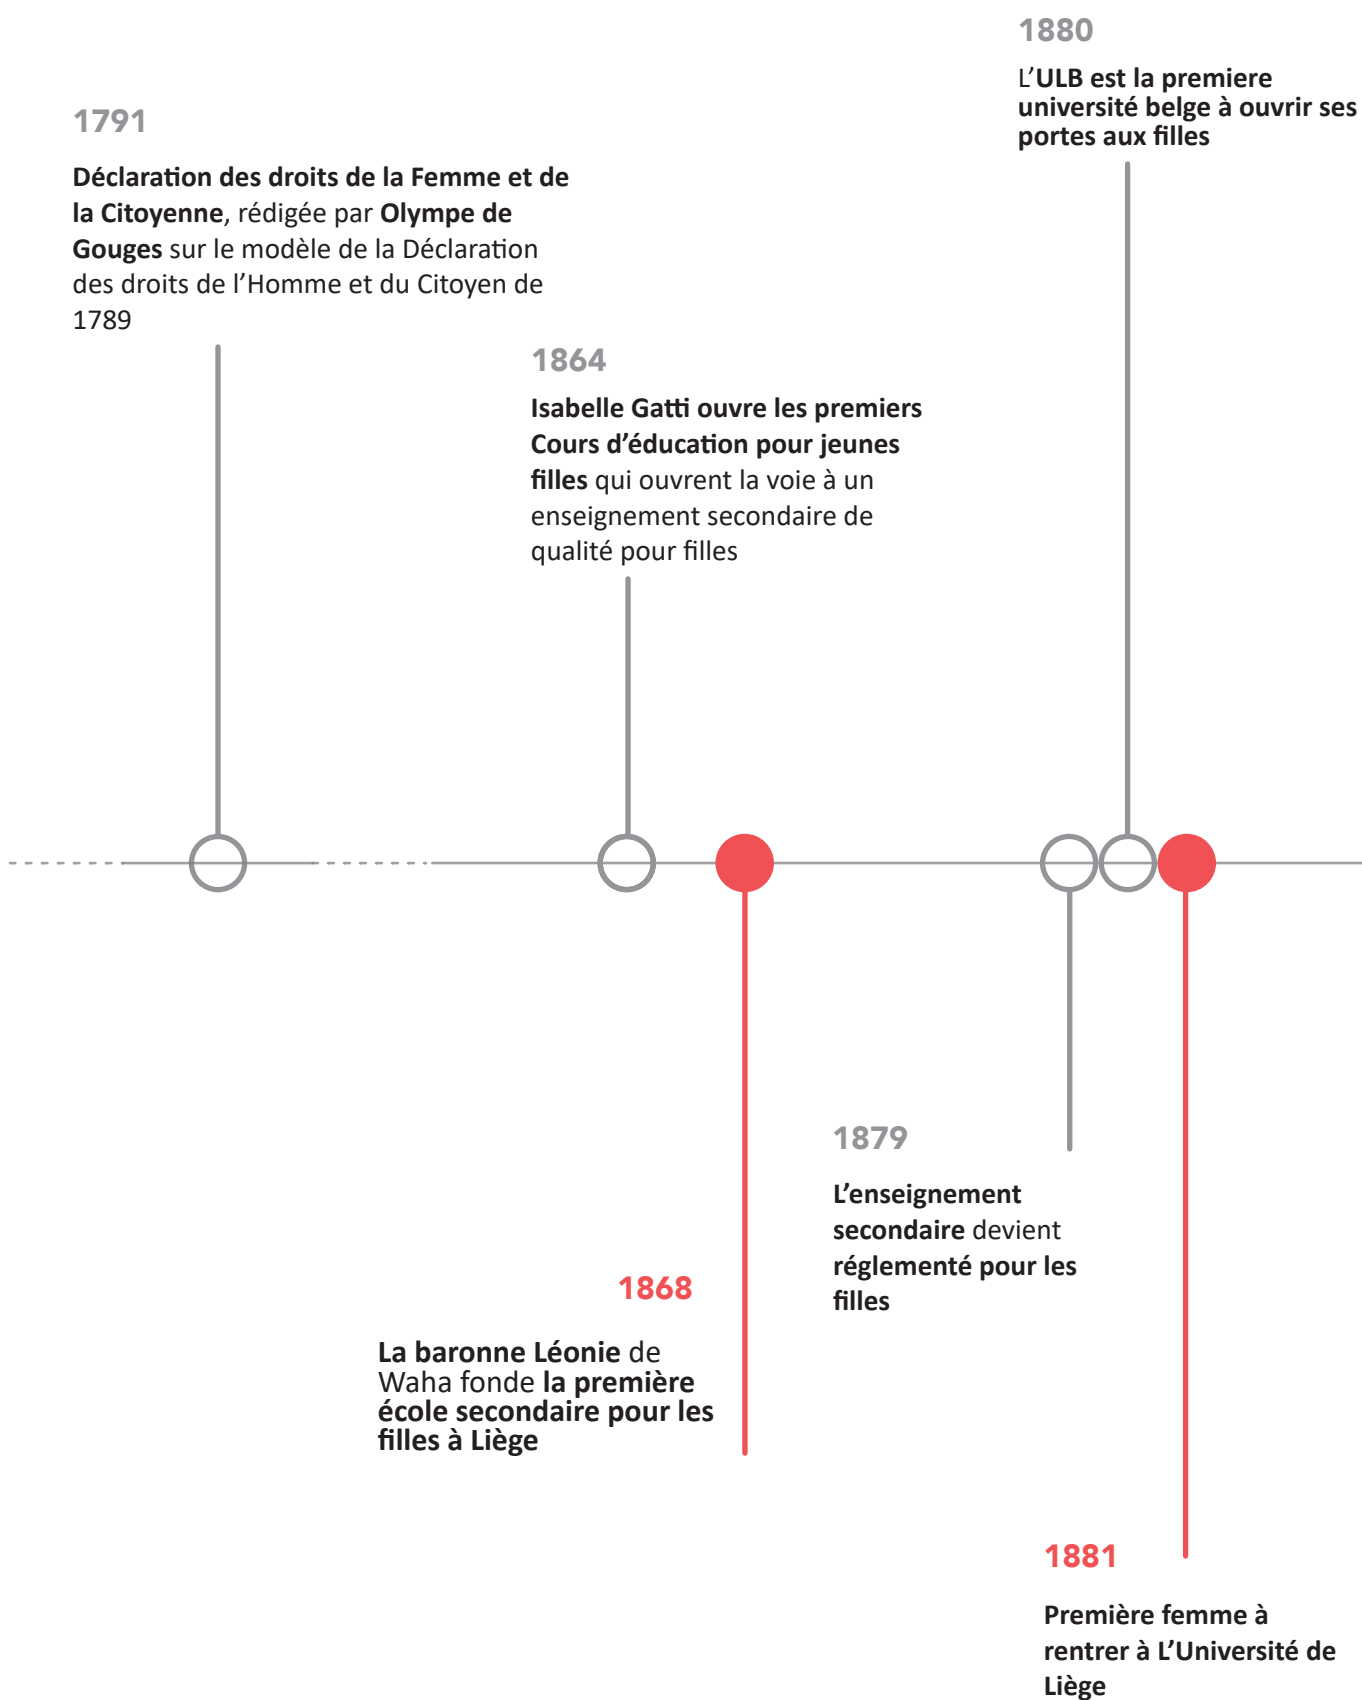 1791
Déclaration des droits de la Femme et de
la Citoyenne, rédigée par Olympe de
Gouges sur le modèle de la Déclaration
des droits de l’Homme et du Citoyen de
1789
1864
Isabelle Gatti ouvre les premiers
Cours d’éducation pour jeunes
filles qui ouvrent la voie à un
enseignement secondaire de
qualité pour filles
1880
L’ULB est la premiere
université belge à ouvrir ses
portes aux filles
1868
La baronne Léonie de
Waha fonde la première
école secondaire pour les
filles à Liège
1879
L’enseignement
secondaire devient
réglementé pour les
filles
1881
Première femme à
rentrer à L’Université de
Liège